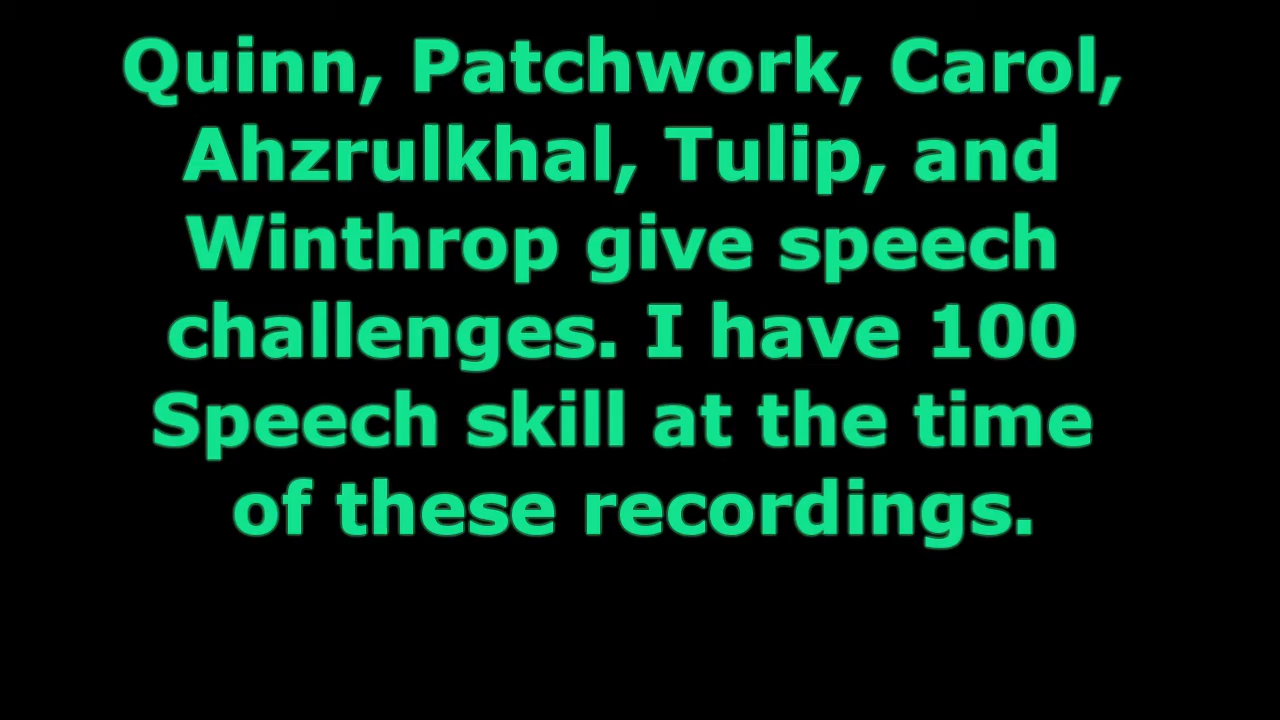 Quinn, Patchwork, Carol,
Ahzrulkhal, Tulip, and
Winthrop give speech
challenges. I have 100
Speech skill at the time
of these recordings.